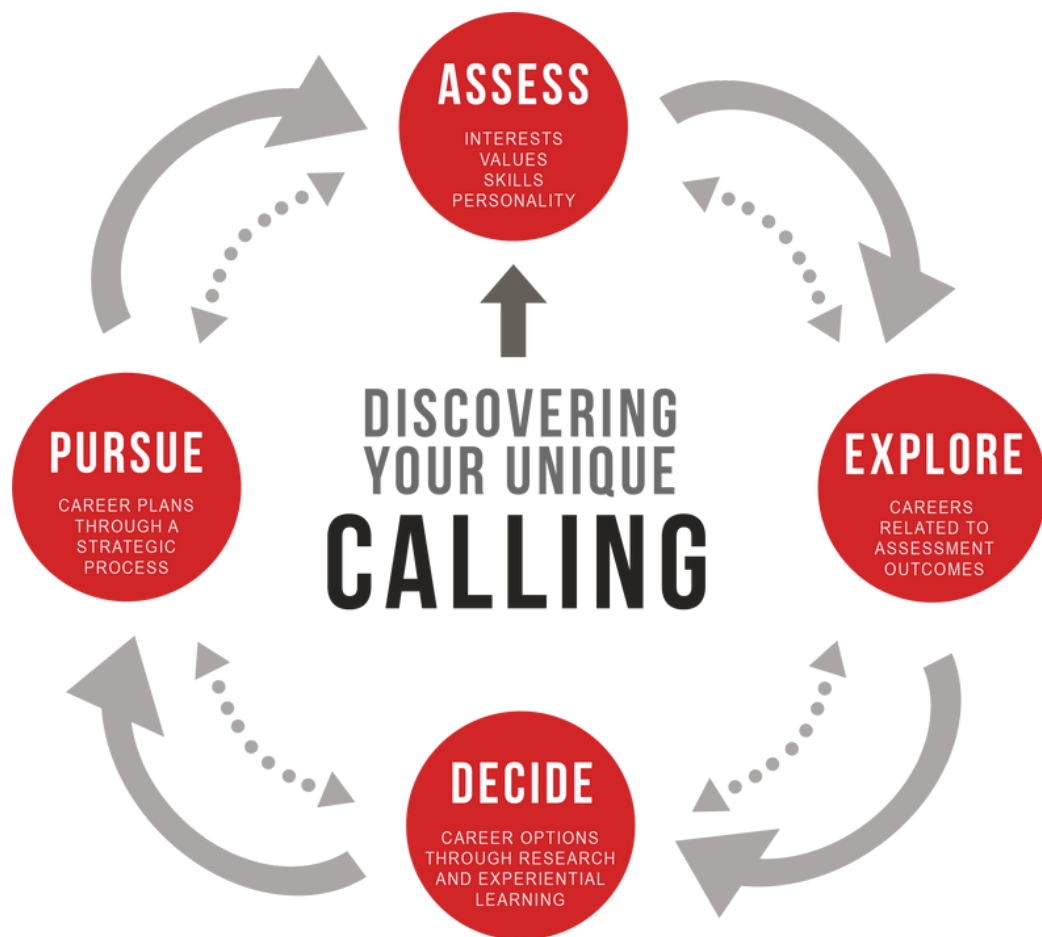 ASSESS
INTERESTS
VALUES
SKILLS
PERSONALITY
DISCOVERING
YOUR UNIQUE
CALLING
EXPLORE
CAREERS
RELATED TO
ASSESSMENT
OUTCOMES
DECIDE
CAREER OPTIONS
THROUGH RESEARCH
AND EXPERIENTIAL
LEARNING
PURSUE
CAREER PLANS
THROUGH A
STRATEGIC
PROCESS